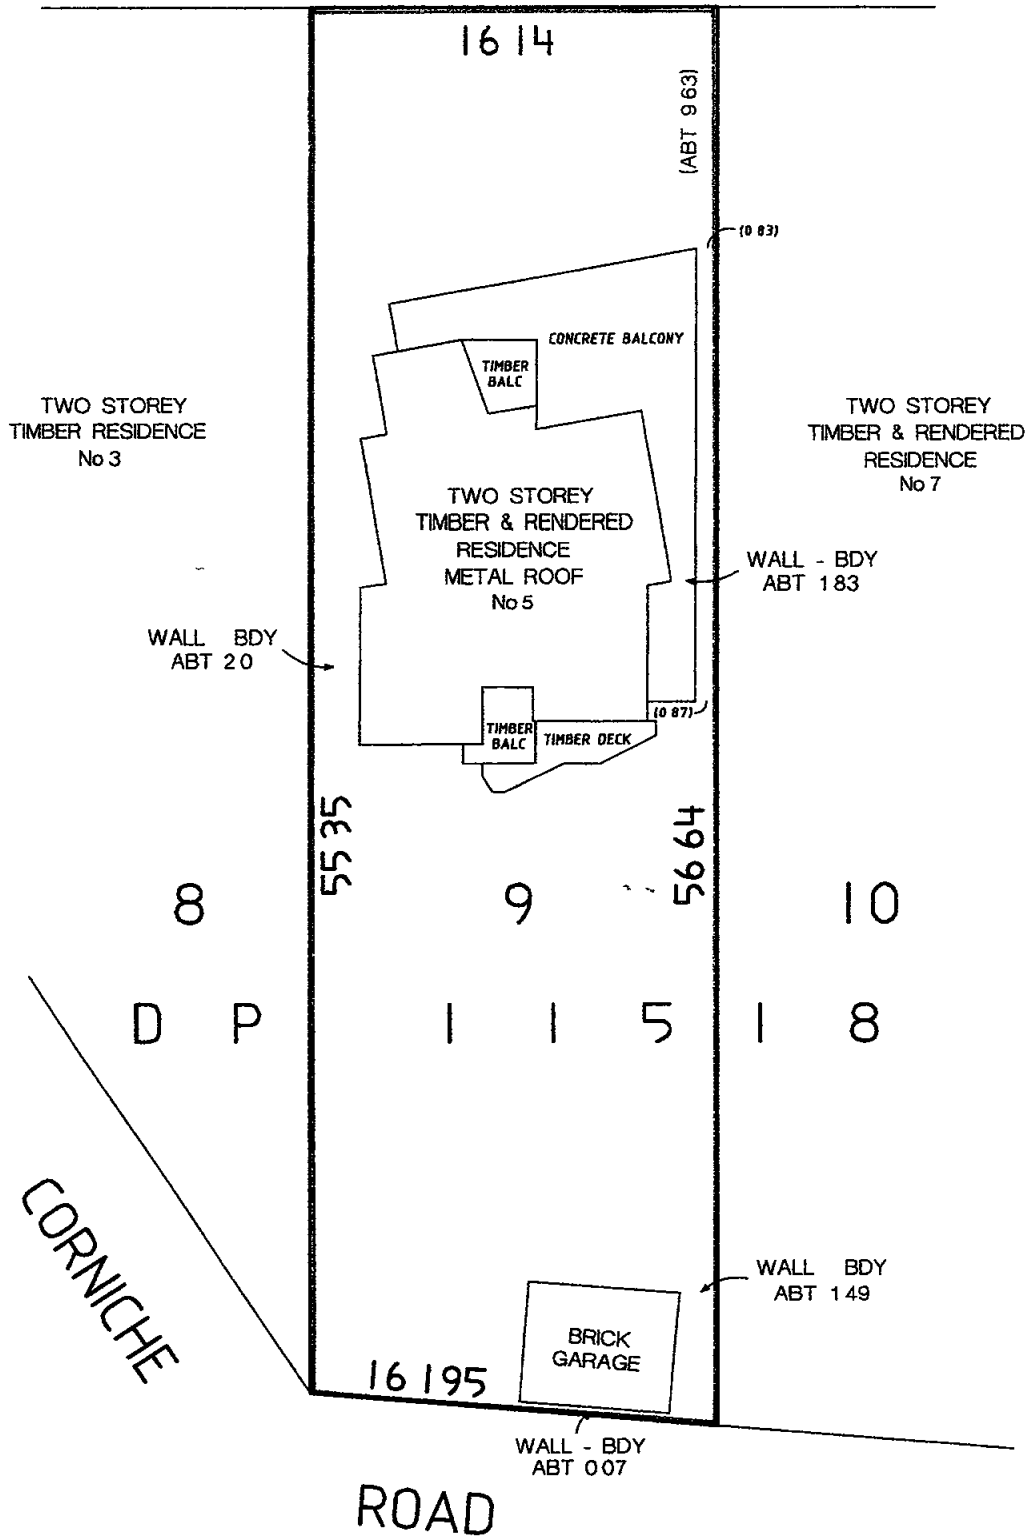 16 14
(ABT 9 63)
(0 83)
CONCRETE BALCONY
TIMBER
BALC
TWO STOREY
TIMBER RESIDENCE
No 3
TWO STOREY
TIMBER & RENDERED
RESIDENCE
No 7
TWO STOREY
TIMBER & RENDERED
RESIDENCE
METAL ROOF
No 5
WALL - BDY
ABT 1 83
WALL BDY
ABT 2 0
(0 87)
TIMBER
BALC
TIMBER DECK
55 35
56 64
8 9 10
D P 1 1 5 1 8
CORNICHE
WALL BDY
ABT 1 49
BRICK
GARAGE
16 195
WALL - BDY
ABT 0 07
ROAD